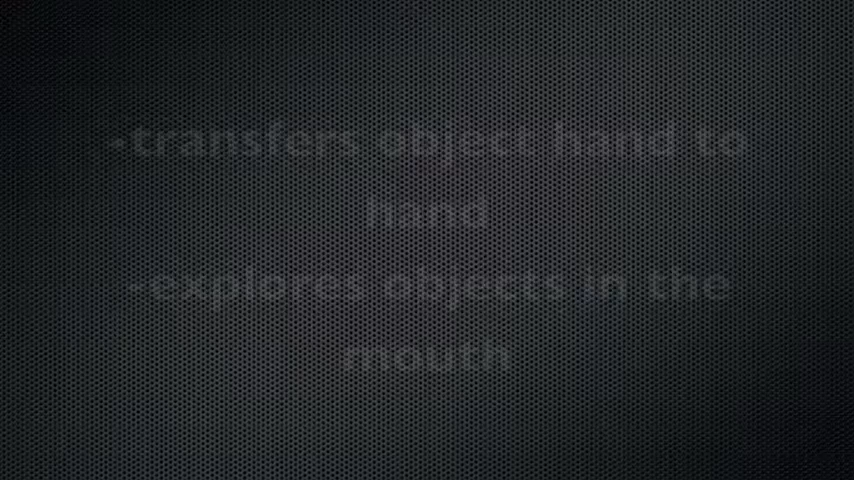 -transfers object hand to
hand
-explores objects in the
mouth